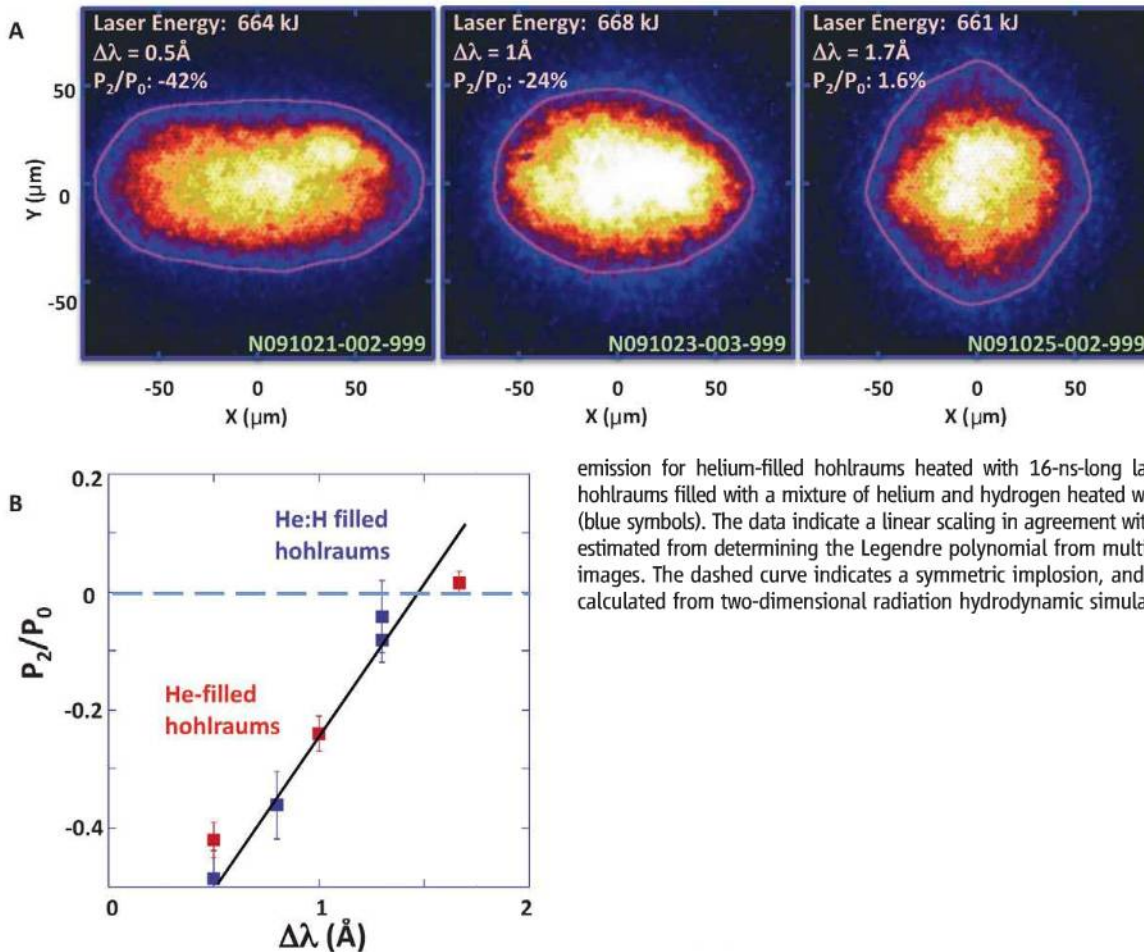 A
Laser Energy: 664 kJ
Δλ = 0.5Å
P₂/P₀: -42%
N091021-002-999
Laser Energy: 668 kJ
Δλ = 1Å
P₂/P₀: -24%
N091023-003-999
Laser Energy: 661 kJ
Δλ = 1.7Å
P₂/P₀: 1.6%
N091025-002-999
50
0
-50
Y (µm)
-50 0 50
X (µm)
-50 0 50
X (µm)
-50 0 50
X (µm)
B
0.2
0
-0.2
-0.4
P₂/P₀
He:H filled
hohlraums
He-filled
hohlraums
0 1 2
Δλ (Å)
emission for helium-filled hohlraums heated with 16-ns-long la
hohlraums filled with a mixture of helium and hydrogen heated w
(blue symbols). The data indicate a linear scaling in agreement wit
estimated from determining the Legendre polynomial from multi
images. The dashed curve indicates a symmetric implosion, and
calculated from two-dimensional radiation hydrodynamic simula